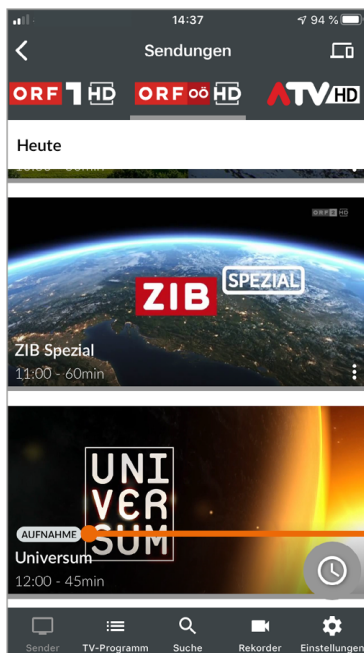 14:37
94 %
Sendungen
ORF 1 HD
ORF OÖ HD
ATV HD
Heute
ORF 2 HD
ZIB SPEZIAL
ZIB Spezial
11:00 - 60min
UNI
VER
SUM
AUFNAHME
Universum
12:00 - 45min
Sender TV-Programm Suche Rekorder Einstellungen